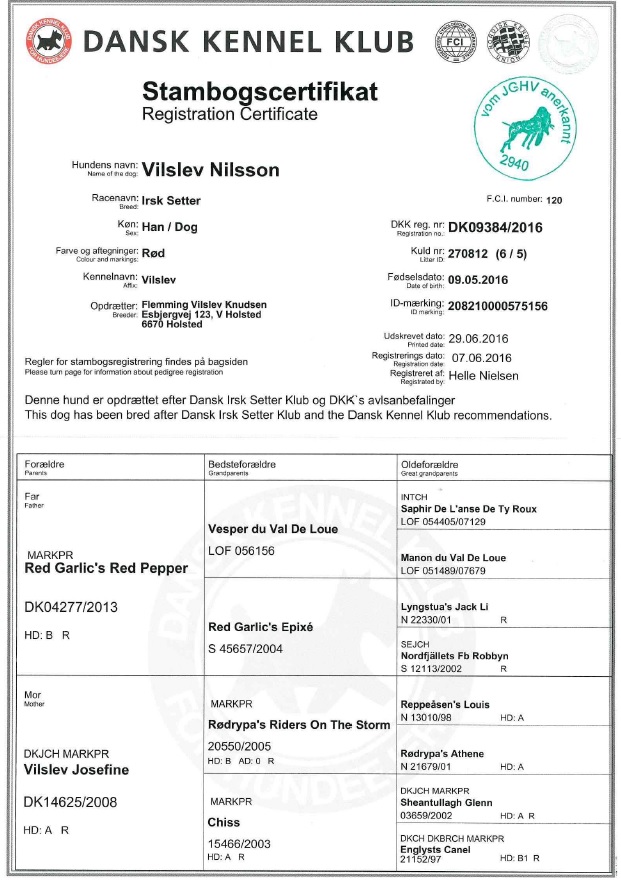 DANSK KENNEL KLUB
FCI
Stambogscertifikat
Registration Certificate
vom JGHV anerkannt
2940
Hundens navn: Vilslev Nilsson
Name of the dog:
Racenavn: Irsk Setter
Breed:
F.C.I. number: 120
Køn: Han / Dog
Sex:
DKK reg. nr: DK09384/2016
Registration no.:
Farve og aftegninger: Rød
Colour and markings:
Kuld nr: 270812 (6 / 5)
Litter ID:
Kennelnavn: Vilslev
Affix:
Fødselsdato: 09.05.2016
Date of birth:
Opdrætter: Flemming Vilslev Knudsen
Breeder: Esbjergvej 123, V Holsted
6670 Holsted
ID-mærking: 208210000575156
ID marking:
Udskrevet dato: 29.06.2016
Printed date:
Registrerings dato: 07.06.2016
Registration date:
Registreret af: Helle Nielsen
Registrated by:
Regler for stambogsregistrering findes på bagsiden
Please turn page for information about pedigree registration
Denne hund er opdrættet efter Dansk Irsk Setter Klub og DKK`s avlsanbefalinger
This dog has been bred after Dansk Irsk Setter Klub and the Dansk Kennel Klub recommendations.
Forældre
Parents
Bedsteforældre
Grandparents
Oldeforældre
Great grandparents
Far
Father
MARKPR
Red Garlic's Red Pepper
DK04277/2013
HD: B R
Vesper du Val De Loue
LOF 056156
Red Garlic's Epixé
S 45657/2004
INTCH
Saphir De L'anse De Ty Roux
LOF 054405/07129
Manon du Val De Loue
LOF 051489/07679
Lyngstua's Jack Li
N 22330/01 R
SEJCH
Nordfjällets Fb Robbyn
S 12113/2002 R
Mor
Mother
DKJCH MARKPR
Vilslev Josefine
DK14625/2008
HD: A R
MARKPR
Rødrypa's Riders On The Storm
20550/2005
HD: B AD: 0 R
MARKPR
Chiss
15466/2003
HD: A R
Reppeåsen's Louis
N 13010/98 HD: A
Rødrypa's Athene
N 21679/01 HD: A
DKJCH MARKPR
Sheantullagh Glenn
03659/2002 HD: A R
DKCH DKBRCH MARKPR
Englysts Canel
21152/97 HD: B1 R